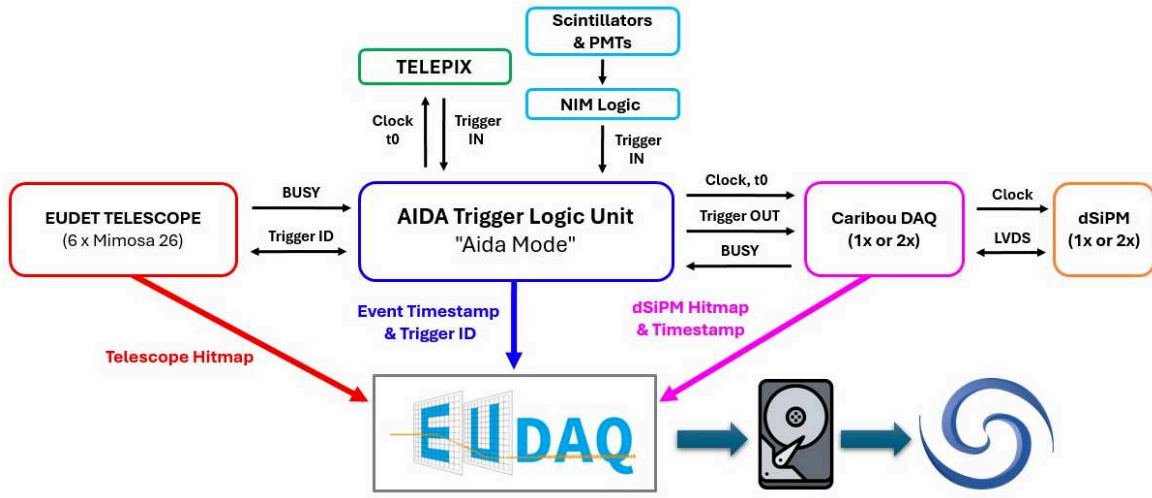 Scintillators
& PMTs
TELEPIX
NIM Logic
Clock
t0
Trigger
IN
Trigger
IN
EUDET TELESCOPE
(6 x Mimosa 26)
BUSY
Trigger ID
AIDA Trigger Logic Unit
"Aida Mode"
Clock, t0
Trigger OUT
BUSY
Caribou DAQ
(1x or 2x)
Clock
LVDS
dSiPM
(1x or 2x)
Event Timestamp
& Trigger ID
dSiPM Hitmap
& Timestamp
Telescope Hitmap
EUDAQ